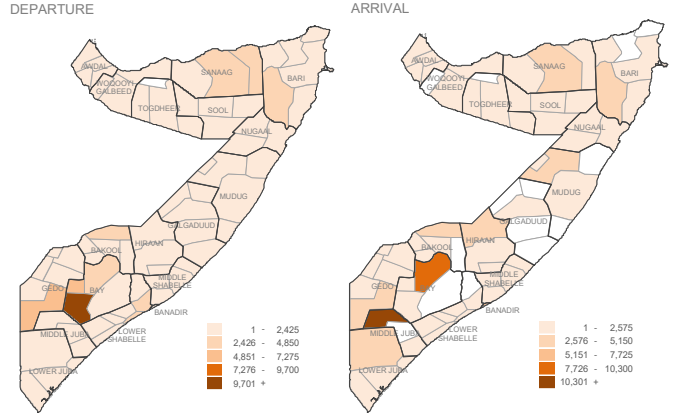 DEPARTURE
AWDAL
WOQOOYI
GALBEED
TOGDHEER
SANAAG
SOOL
BARI
NUGAAL
MUDUG
GALGADUUD
HIRAAN
BAKOOL
GEDO
BAY
MIDDLE
SHABELLE
BANADIR
LOWER
SHABELLE
MIDDLE JUBA
LOWER JUBA
1 - 2,425
2,426 - 4,850
4,851 - 7,275
7,276 - 9,700
9,701 +
ARRIVAL
AWDAL
WOQOOYI
GALBEED
TOGDHEER
SANAAG
SOOL
BARI
NUGAAL
MUDUG
GALGADUUD
HIRAAN
BAKOOL
GEDO
BAY
MIDDLE
SHABELLE
BANADIR
LOWER
SHABELLE
MIDDLE JUBA
LOWER JUBA
1 - 2,575
2,576 - 5,150
5,151 - 7,725
7,726 - 10,300
10,301 +